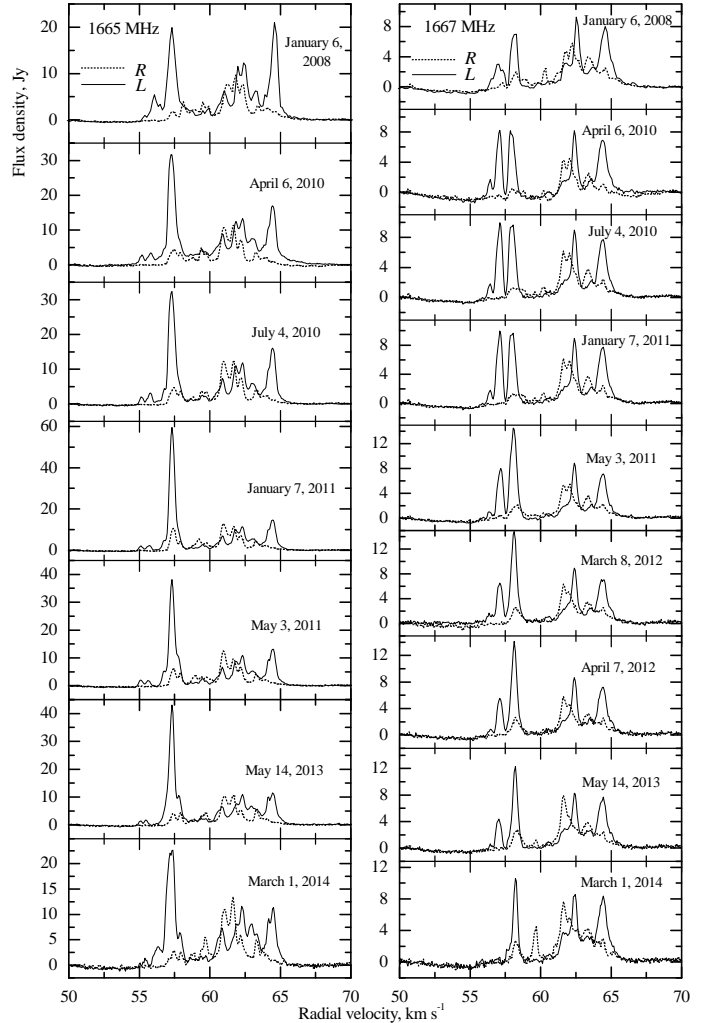 1665 MHz
January 6,
2008
R
L
20
10
0
April 6, 2010
30
20
10
0
July 4, 2010
30
20
10
0
January 7, 2011
60
40
20
0
May 3, 2011
40
30
20
10
0
May 14, 2013
40
30
20
10
0
March 1, 2014
20
15
10
5
0
50 55 60 65 70
Flux density, Jy
1667 MHz
January 6, 2008
R
L
8
4
0
April 6, 2010
8
4
0
July 4, 2010
8
4
0
January 7, 2011
8
4
0
May 3, 2011
12
8
4
0
March 8, 2012
12
8
4
0
April 7, 2012
12
8
4
0
May 14, 2013
12
8
4
0
March 1, 2014
12
8
4
0
50 55 60 65 70
Radial velocity, km s⁻¹